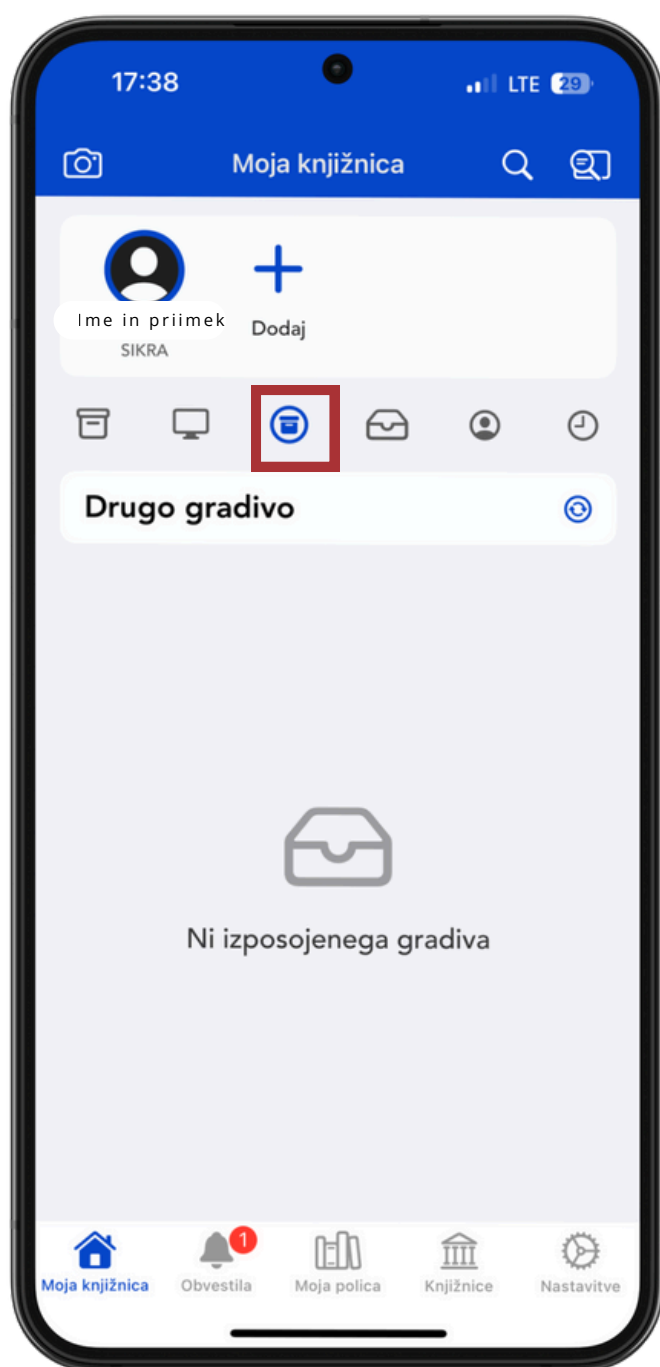 17:38
LTE 29
Moja knjižnica
Ime in priimek
Dodaj
SIKRA
Drugo gradivo
Ni izposojenega gradiva
1
Moja knjižnica Obvestila Moja polica Knjižnice Nastavitve